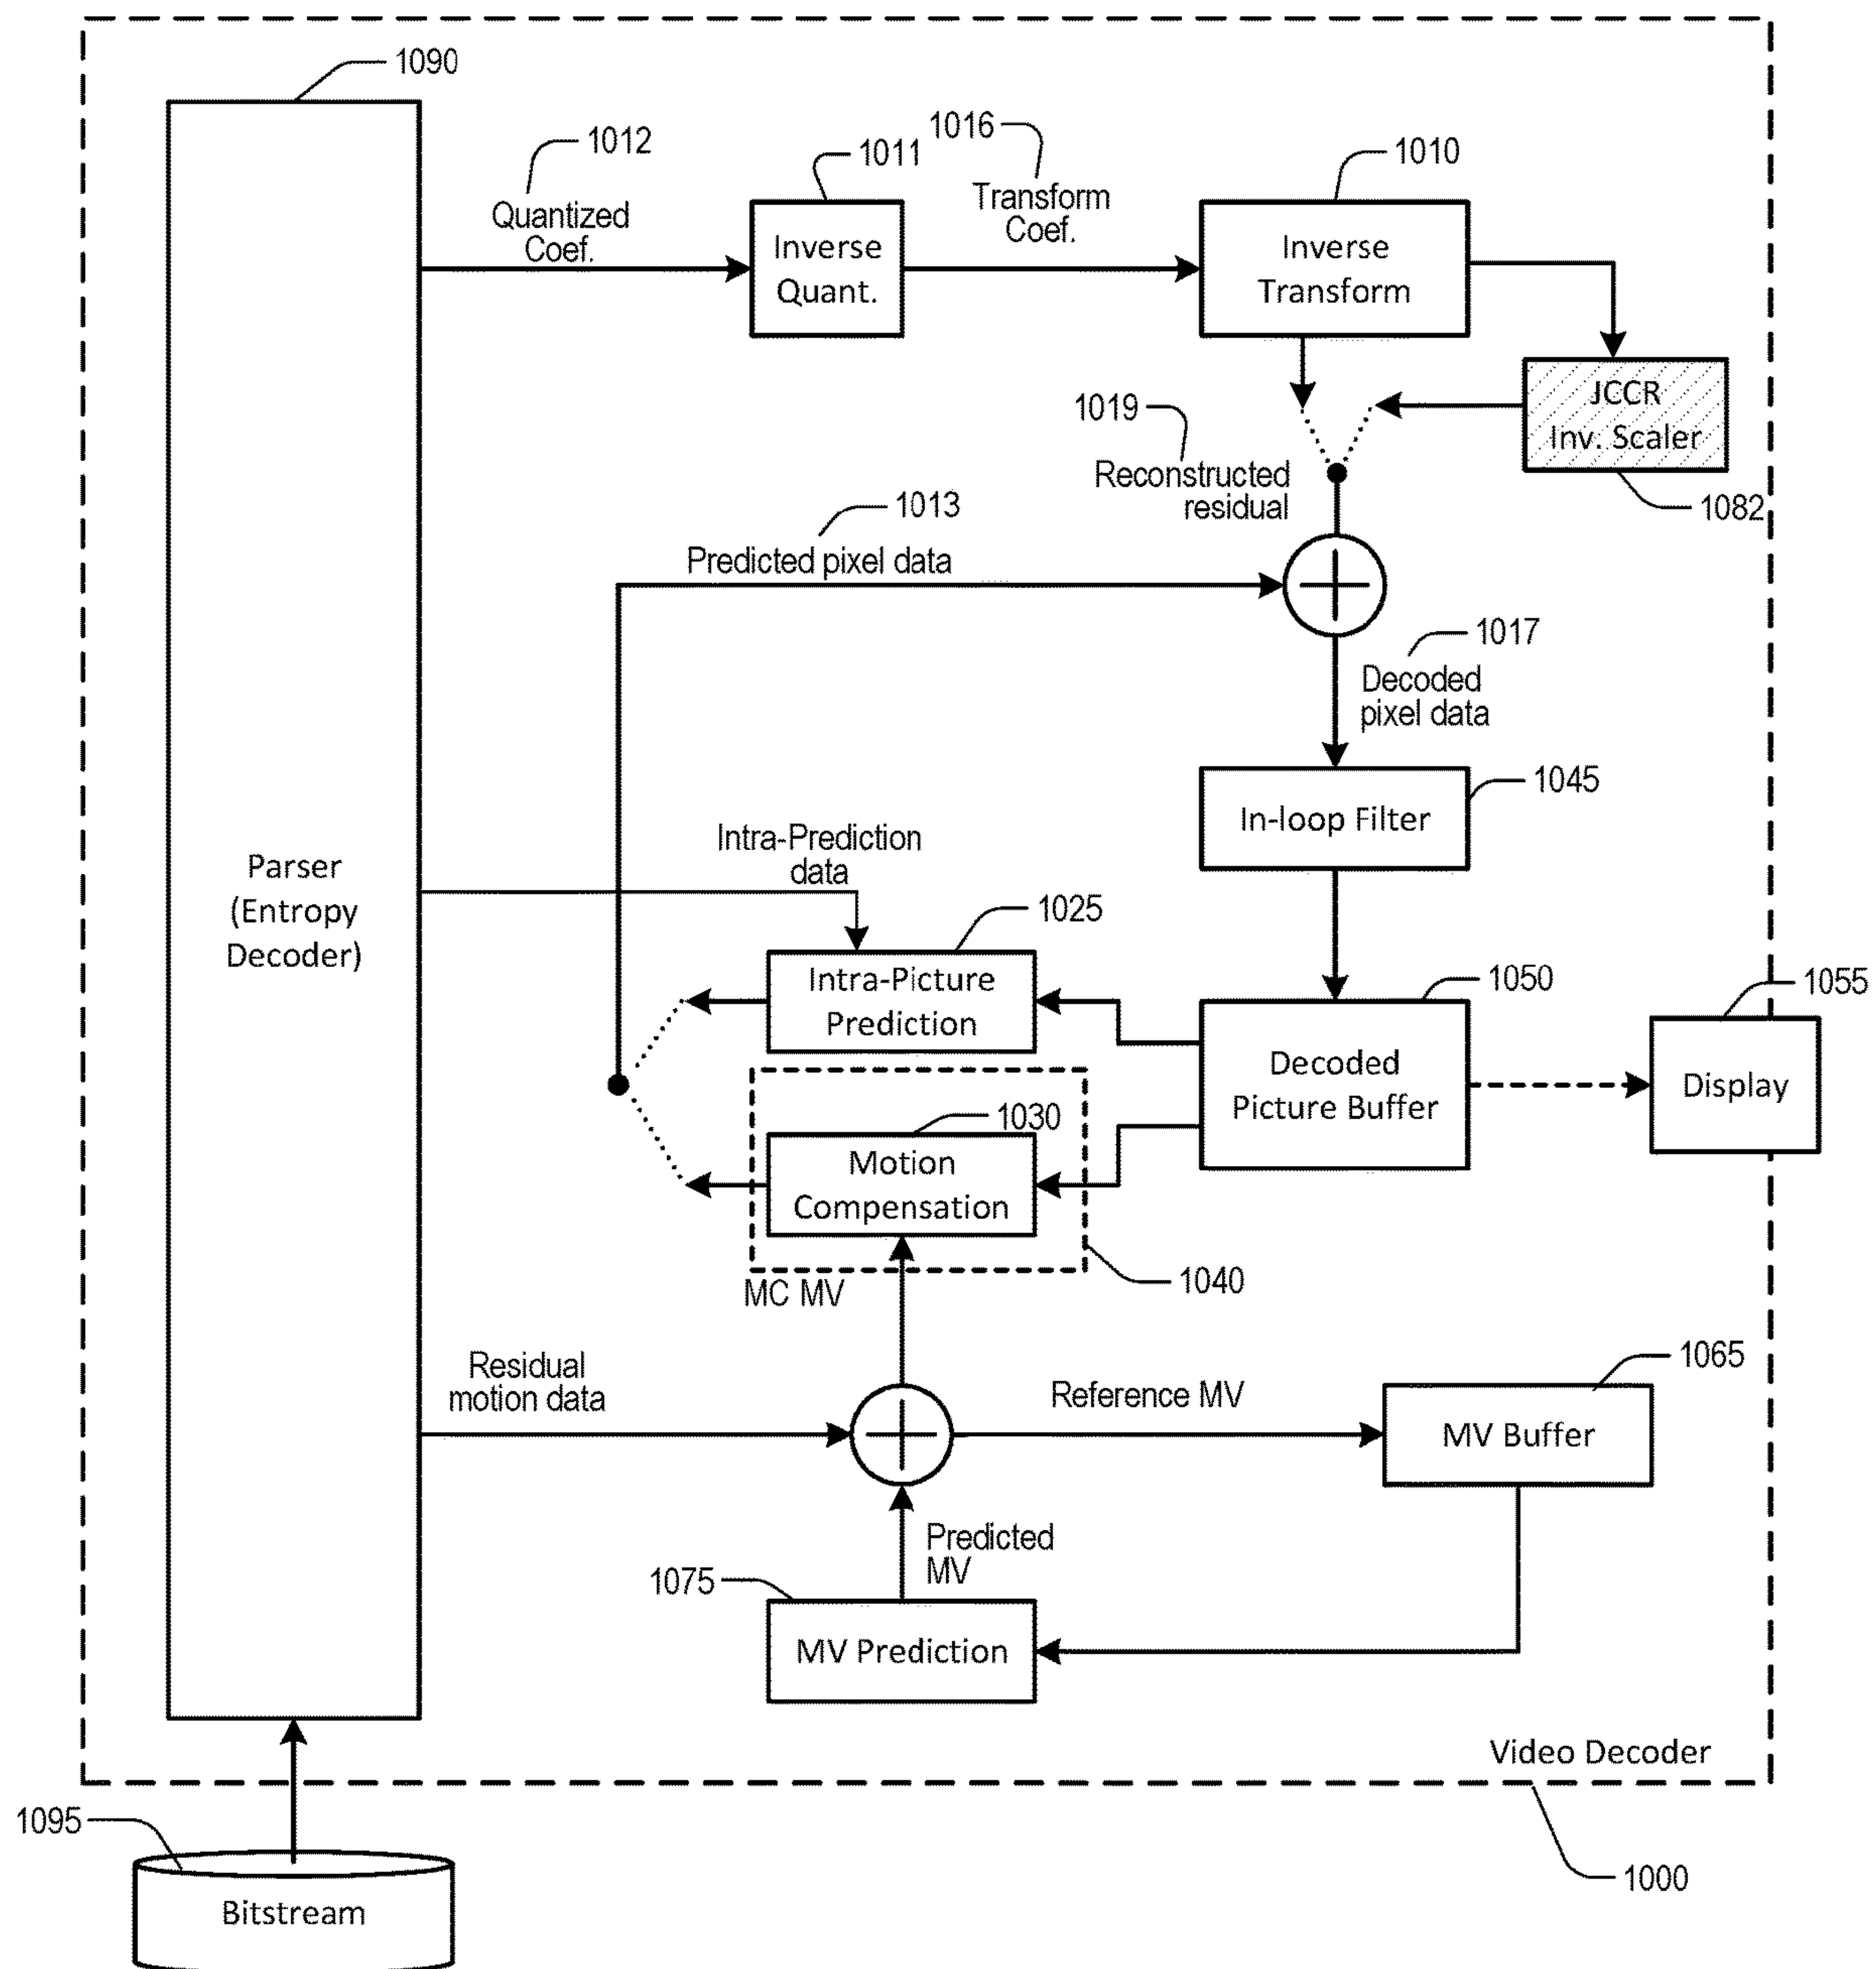 1090
1012
Quantized
Coef.
1011
Inverse
Quant.
1016
Transform
Coef.
1010
Inverse
Transform
JCCR
Inv. Scaler
1082
1019
Reconstructed
residual
1013
Predicted pixel data
1017
Decoded
pixel data
1045
In-loop Filter
Parser
(Entropy
Decoder)
Intra-Prediction
data
1025
Intra-Picture
Prediction
1050
Decoded
Picture Buffer
1055
Display
1030
Motion
Compensation
1040
MC MV
Residual
motion data
Reference MV
1065
MV Buffer
Predicted
MV
1075
MV Prediction
Video Decoder
1000
1095
Bitstream